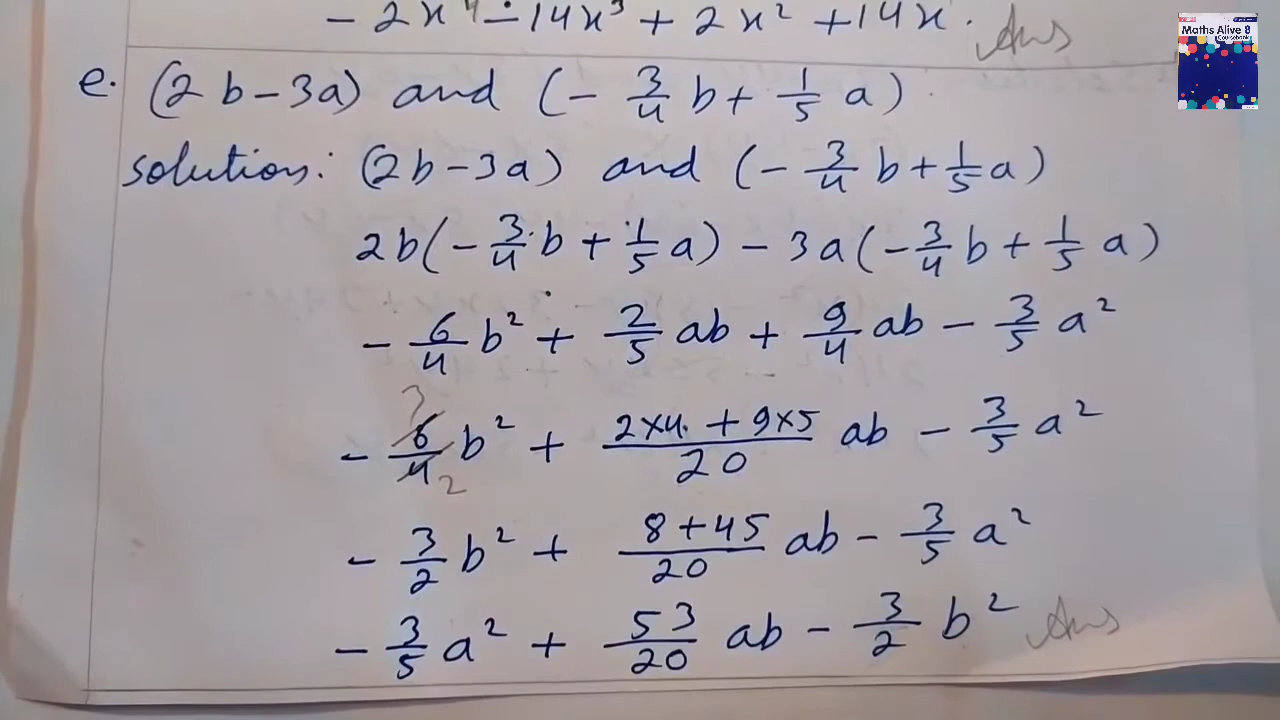 - 2x⁴ - 14x³ + 2x² + 14x. Ans
Maths Alive 8
Coursebook
e. (2b - 3a) and (- 3/4 b + 1/5 a)
solution: (2b - 3a) and (- 3/4 b + 1/5 a)
2b(- 3/4 b + 1/5 a) - 3a(- 3/4 b + 1/5 a)
- 6/4 b² + 2/5 ab + 9/4 ab - 3/5 a²
- 6/4 b² + (2×4 + 9×5)/20 ab - 3/5 a²
- 3/2 b² + (8+45)/20 ab - 3/5 a²
- 3/5 a² + 53/20 ab - 3/2 b² Ans